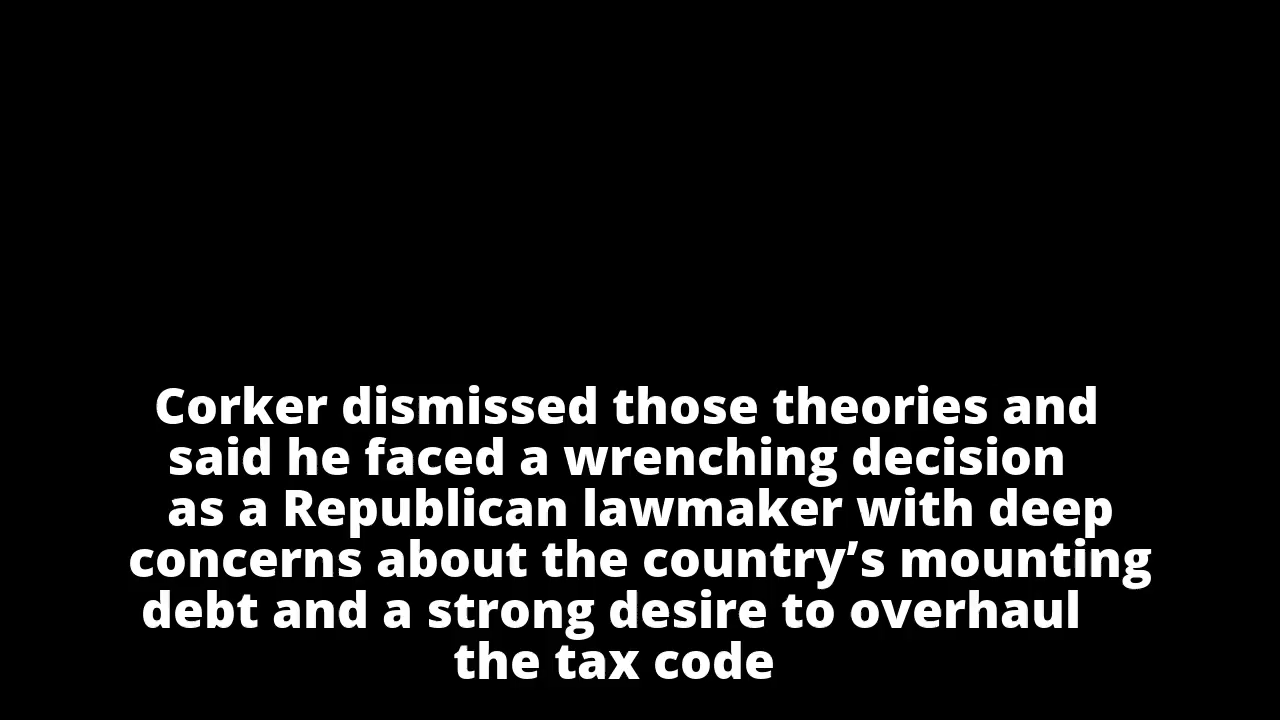 Corker dismissed those theories and
said he faced a wrenching decision
as a Republican lawmaker with deep
concerns about the country’s mounting
debt and a strong desire to overhaul
the tax code